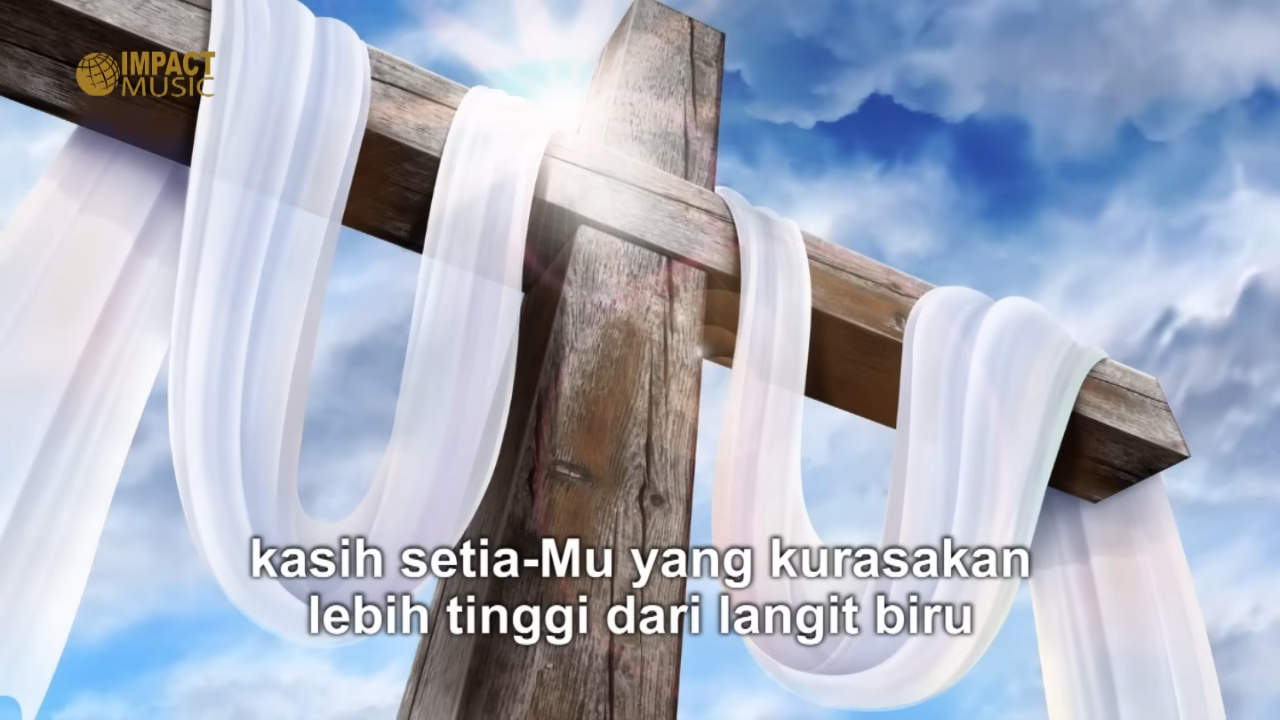 IMPACT
MUSIC
kasih setia-Mu yang kurasakan
lebih tinggi dari langit biru